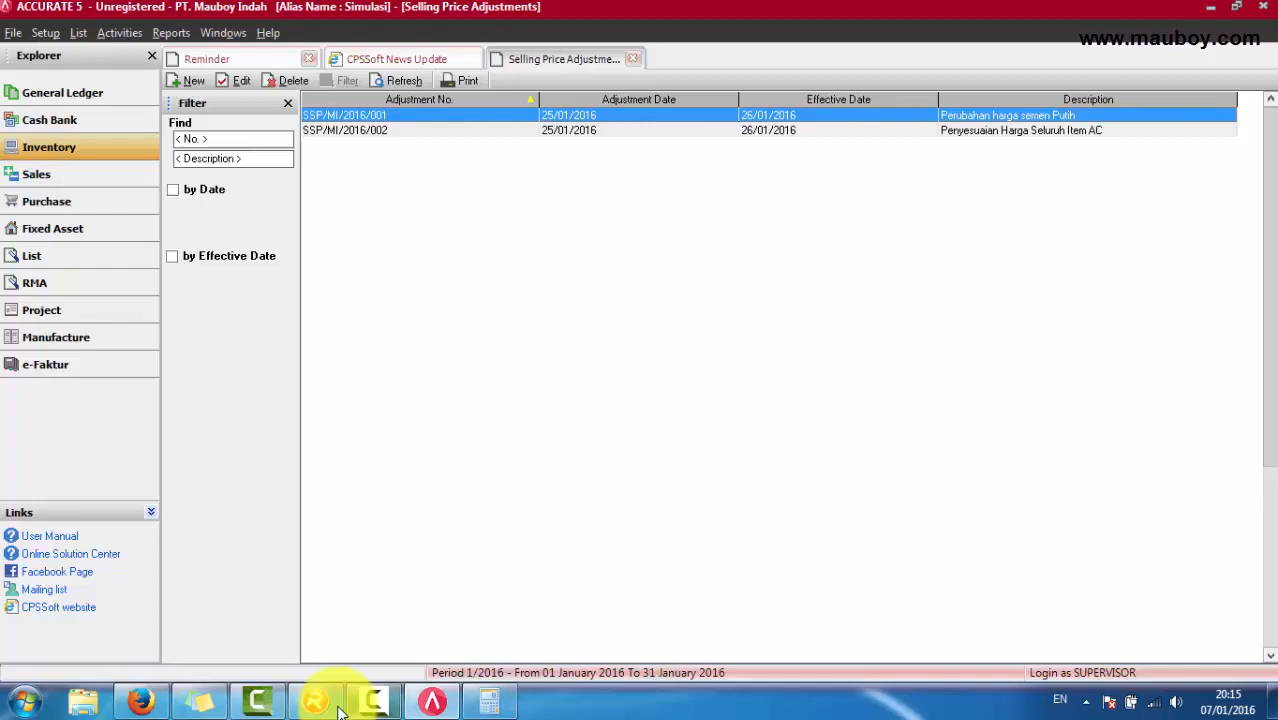 ACCURATE 5 - Unregistered - PT. Mauboy Indah [Alias Name : Simulasi] - [Selling Price Adjustments]
File Setup List Activities Reports Windows Help
www.mauboy.com
Explorer
Reminder
CPSSoft News Update
Selling Price Adjustme...
New Edit Delete Filter Refresh Print
General Ledger
Cash Bank
Inventory
Sales
Purchase
Fixed Asset
List
RMA
Project
Manufacture
e-Faktur
Filter
Find
< No. >
< Description >
by Date
by Effective Date
Adjustment No. Adjustment Date Effective Date Description
SSP/MI/2016/001 25/01/2016 26/01/2016 Perubahan harga semen Putih
SSP/MI/2016/002 25/01/2016 26/01/2016 Penyesuaian Harga Seluruh Item AC
Links
User Manual
Online Solution Center
Facebook Page
Mailing list
CPSSoft website
Period 1/2016 - From 01 January 2016 To 31 January 2016
Login as SUPERVISOR
EN
20:15
07/01/2016